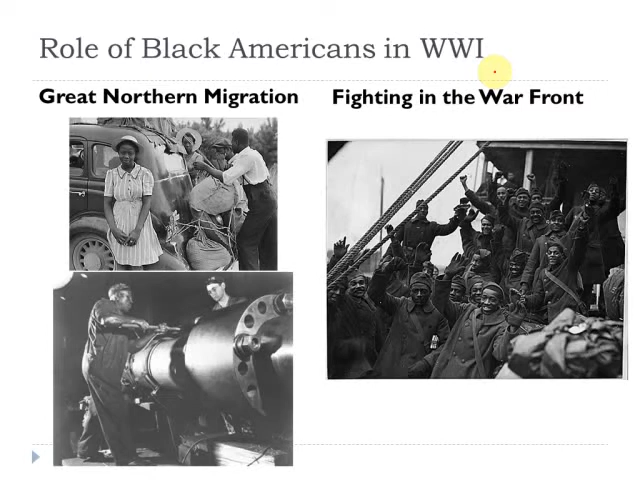 Role of Black Americans in WWI
Great Northern Migration
Fighting in the War Front